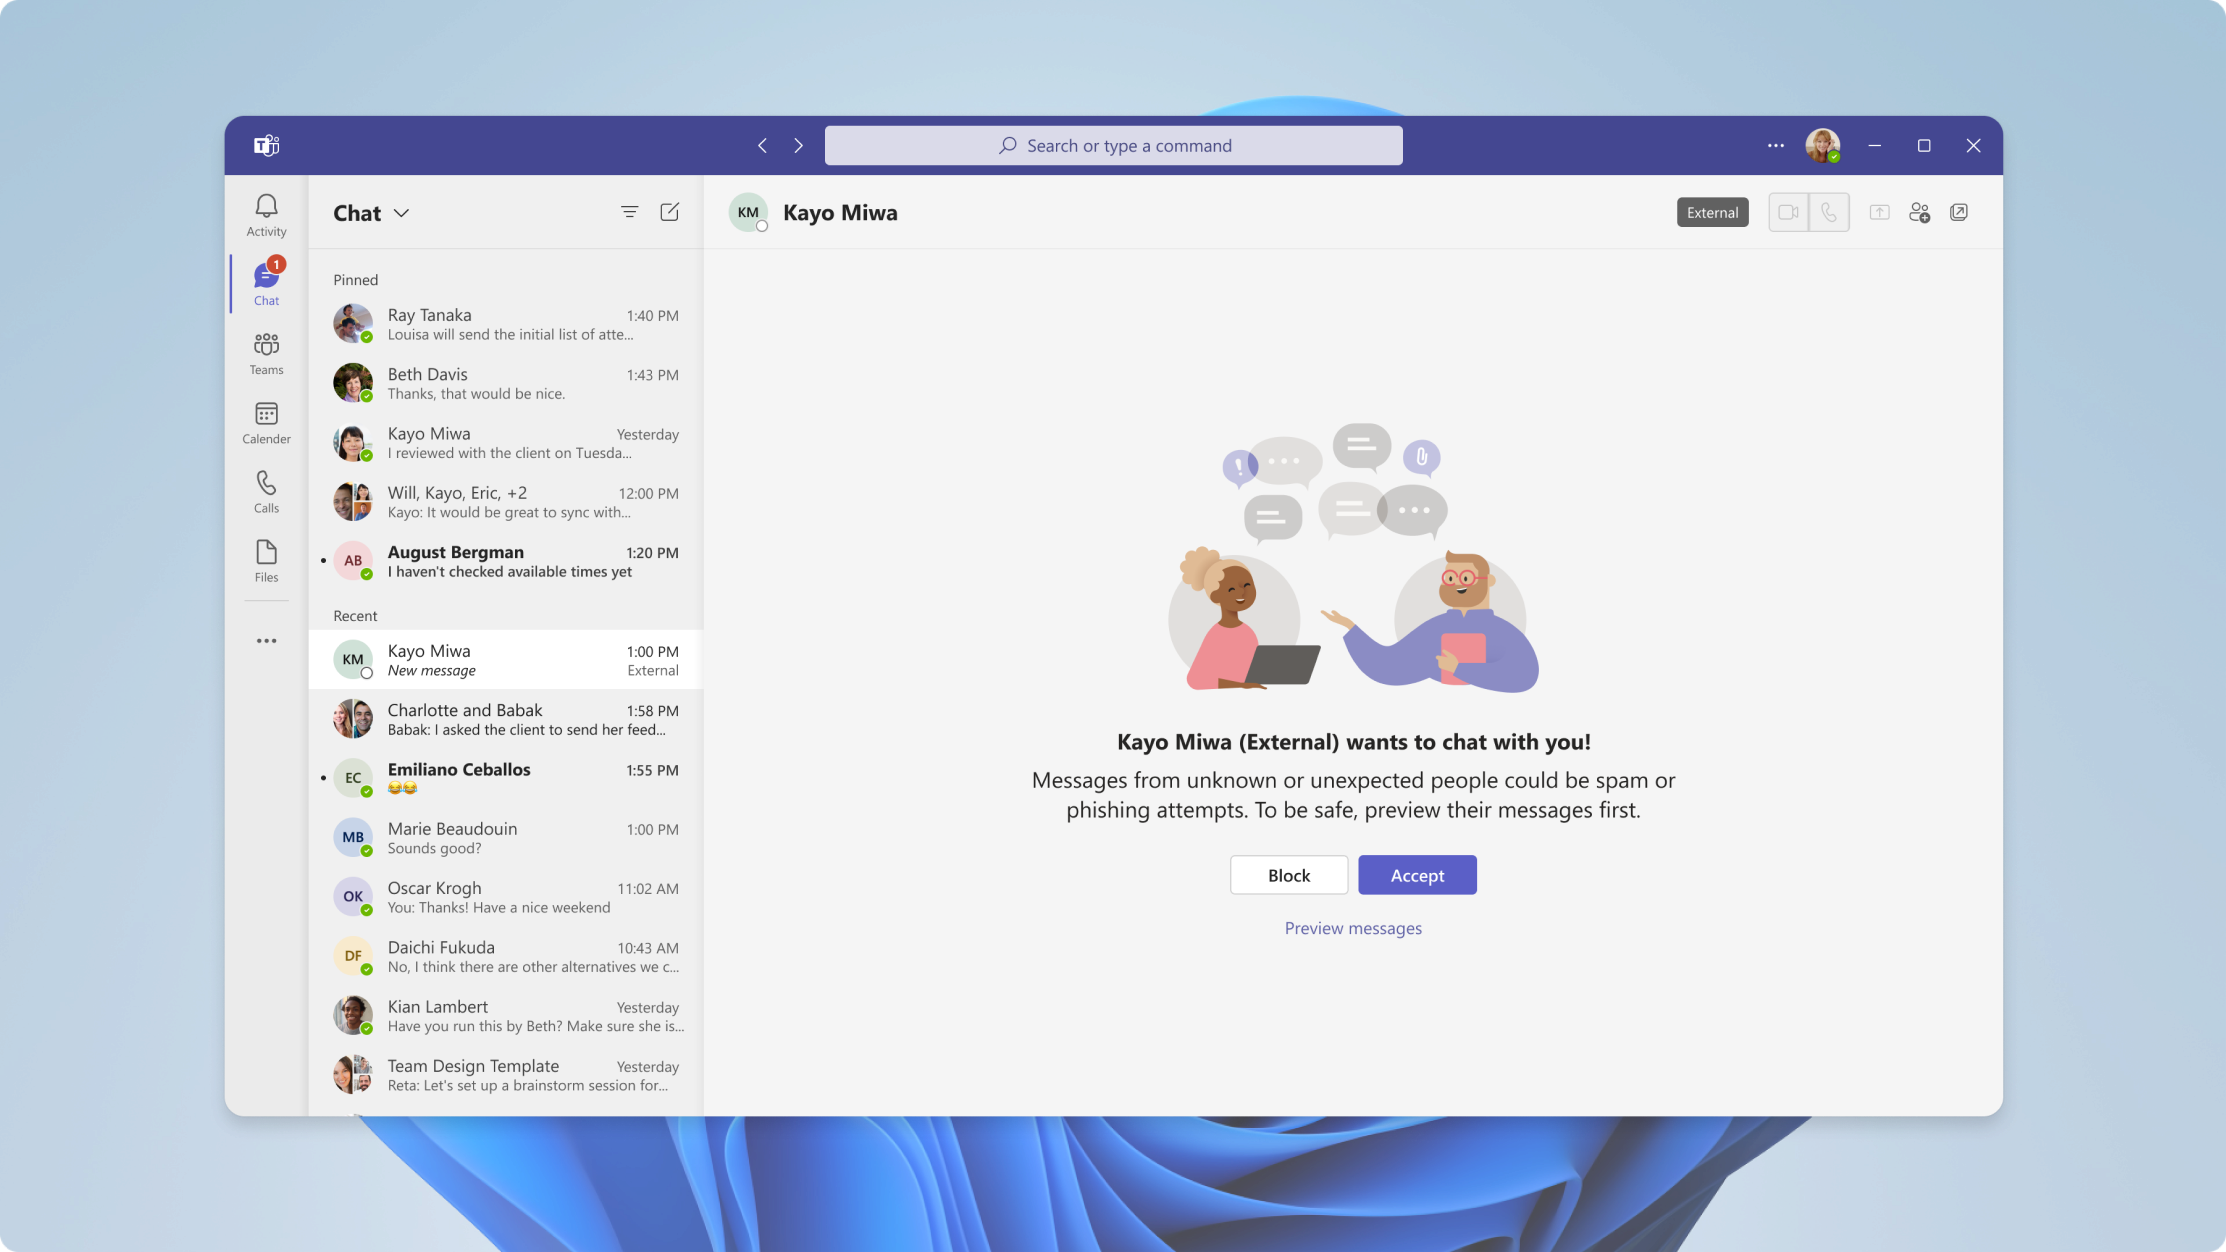 Search or type a command
Activity
1
Chat
Teams
Calender
Calls
Files
Chat
Pinned
Ray Tanaka 1:40 PM
Louisa will send the initial list of atte...
Beth Davis 1:43 PM
Thanks, that would be nice.
Kayo Miwa Yesterday
I reviewed with the client on Tuesda...
Will, Kayo, Eric, +2 12:00 PM
Kayo: It would be great to sync with...
AB August Bergman 1:20 PM
I haven't checked available times yet
Recent
KM Kayo Miwa 1:00 PM
New message External
Charlotte and Babak 1:58 PM
Babak: I asked the client to send her feed...
EC Emiliano Ceballos 1:55 PM
😂😂
MB Marie Beaudouin 1:00 PM
Sounds good?
OK Oscar Krogh 11:02 AM
You: Thanks! Have a nice weekend
DF Daichi Fukuda 10:43 AM
No, I think there are other alternatives we c...
Kian Lambert Yesterday
Have you run this by Beth? Make sure she is...
Team Design Template Yesterday
Reta: Let's set up a brainstorm session for...
KM Kayo Miwa External
Kayo Miwa (External) wants to chat with you!
Messages from unknown or unexpected people could be spam or
phishing attempts. To be safe, preview their messages first.
Block Accept
Preview messages